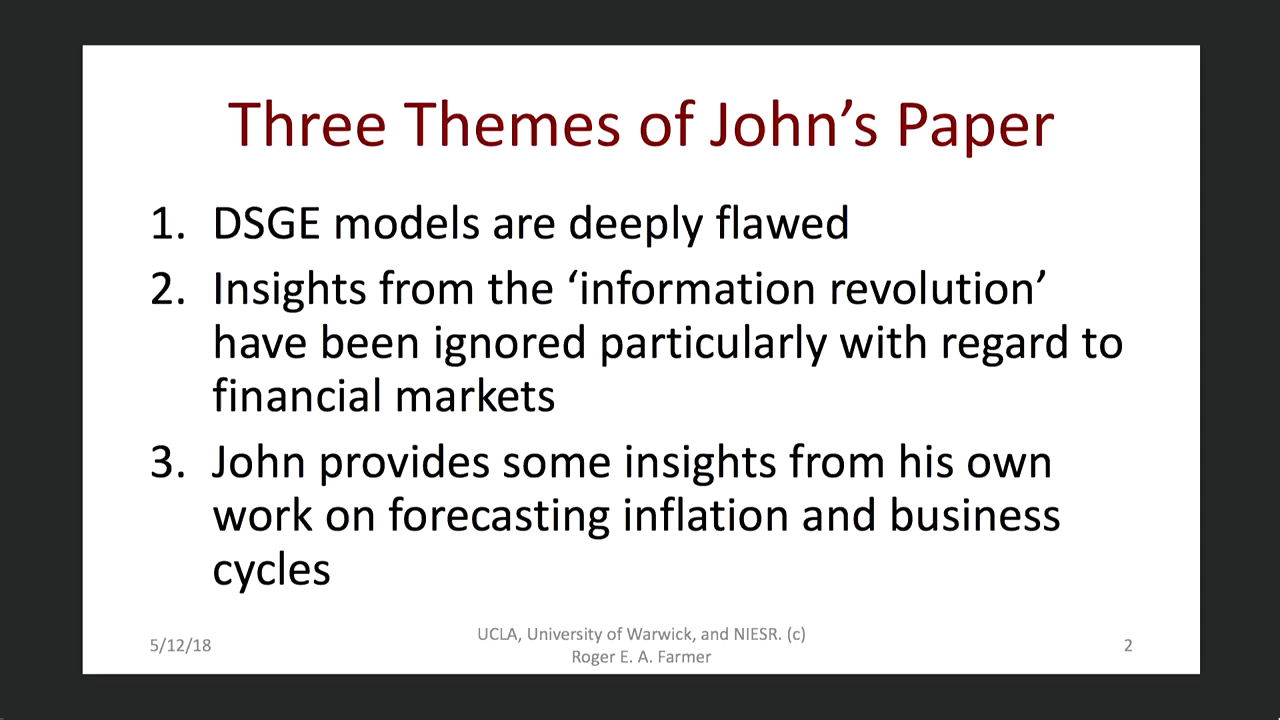 Three Themes of John’s Paper
1. DSGE models are deeply flawed
2. Insights from the ‘information revolution’
have been ignored particularly with regard to
financial markets
3. John provides some insights from his own
work on forecasting inflation and business
cycles
5/12/18
UCLA, University of Warwick, and NIESR. (c)
Roger E. A. Farmer
2